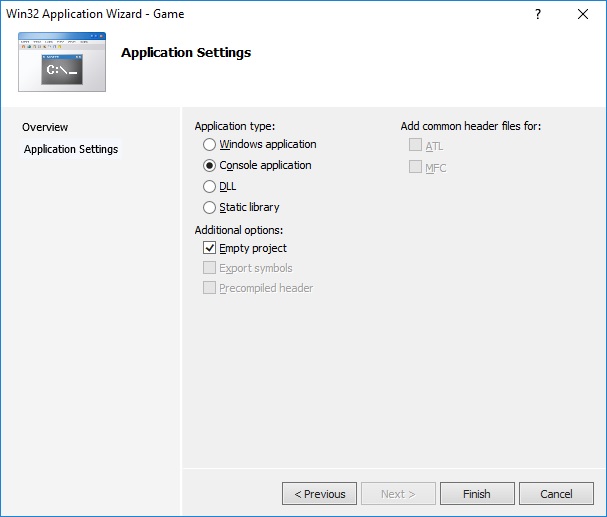 Win32 Application Wizard - Game
?
C:\_
Application Settings
Overview
Application Settings
Application type:
Windows application
Console application
DLL
Static library
Additional options:
Empty project
Export symbols
Precompiled header
Add common header files for:
ATL
MFC
< Previous
Next >
Finish
Cancel